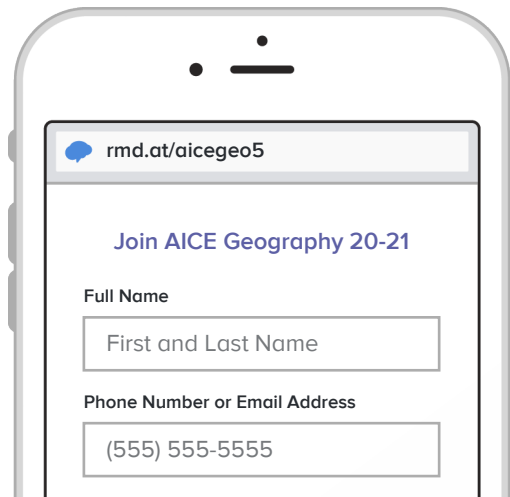 rmd.at/aicegeo5
Join AICE Geography 20-21
Full Name
First and Last Name
Phone Number or Email Address
(555) 555-5555